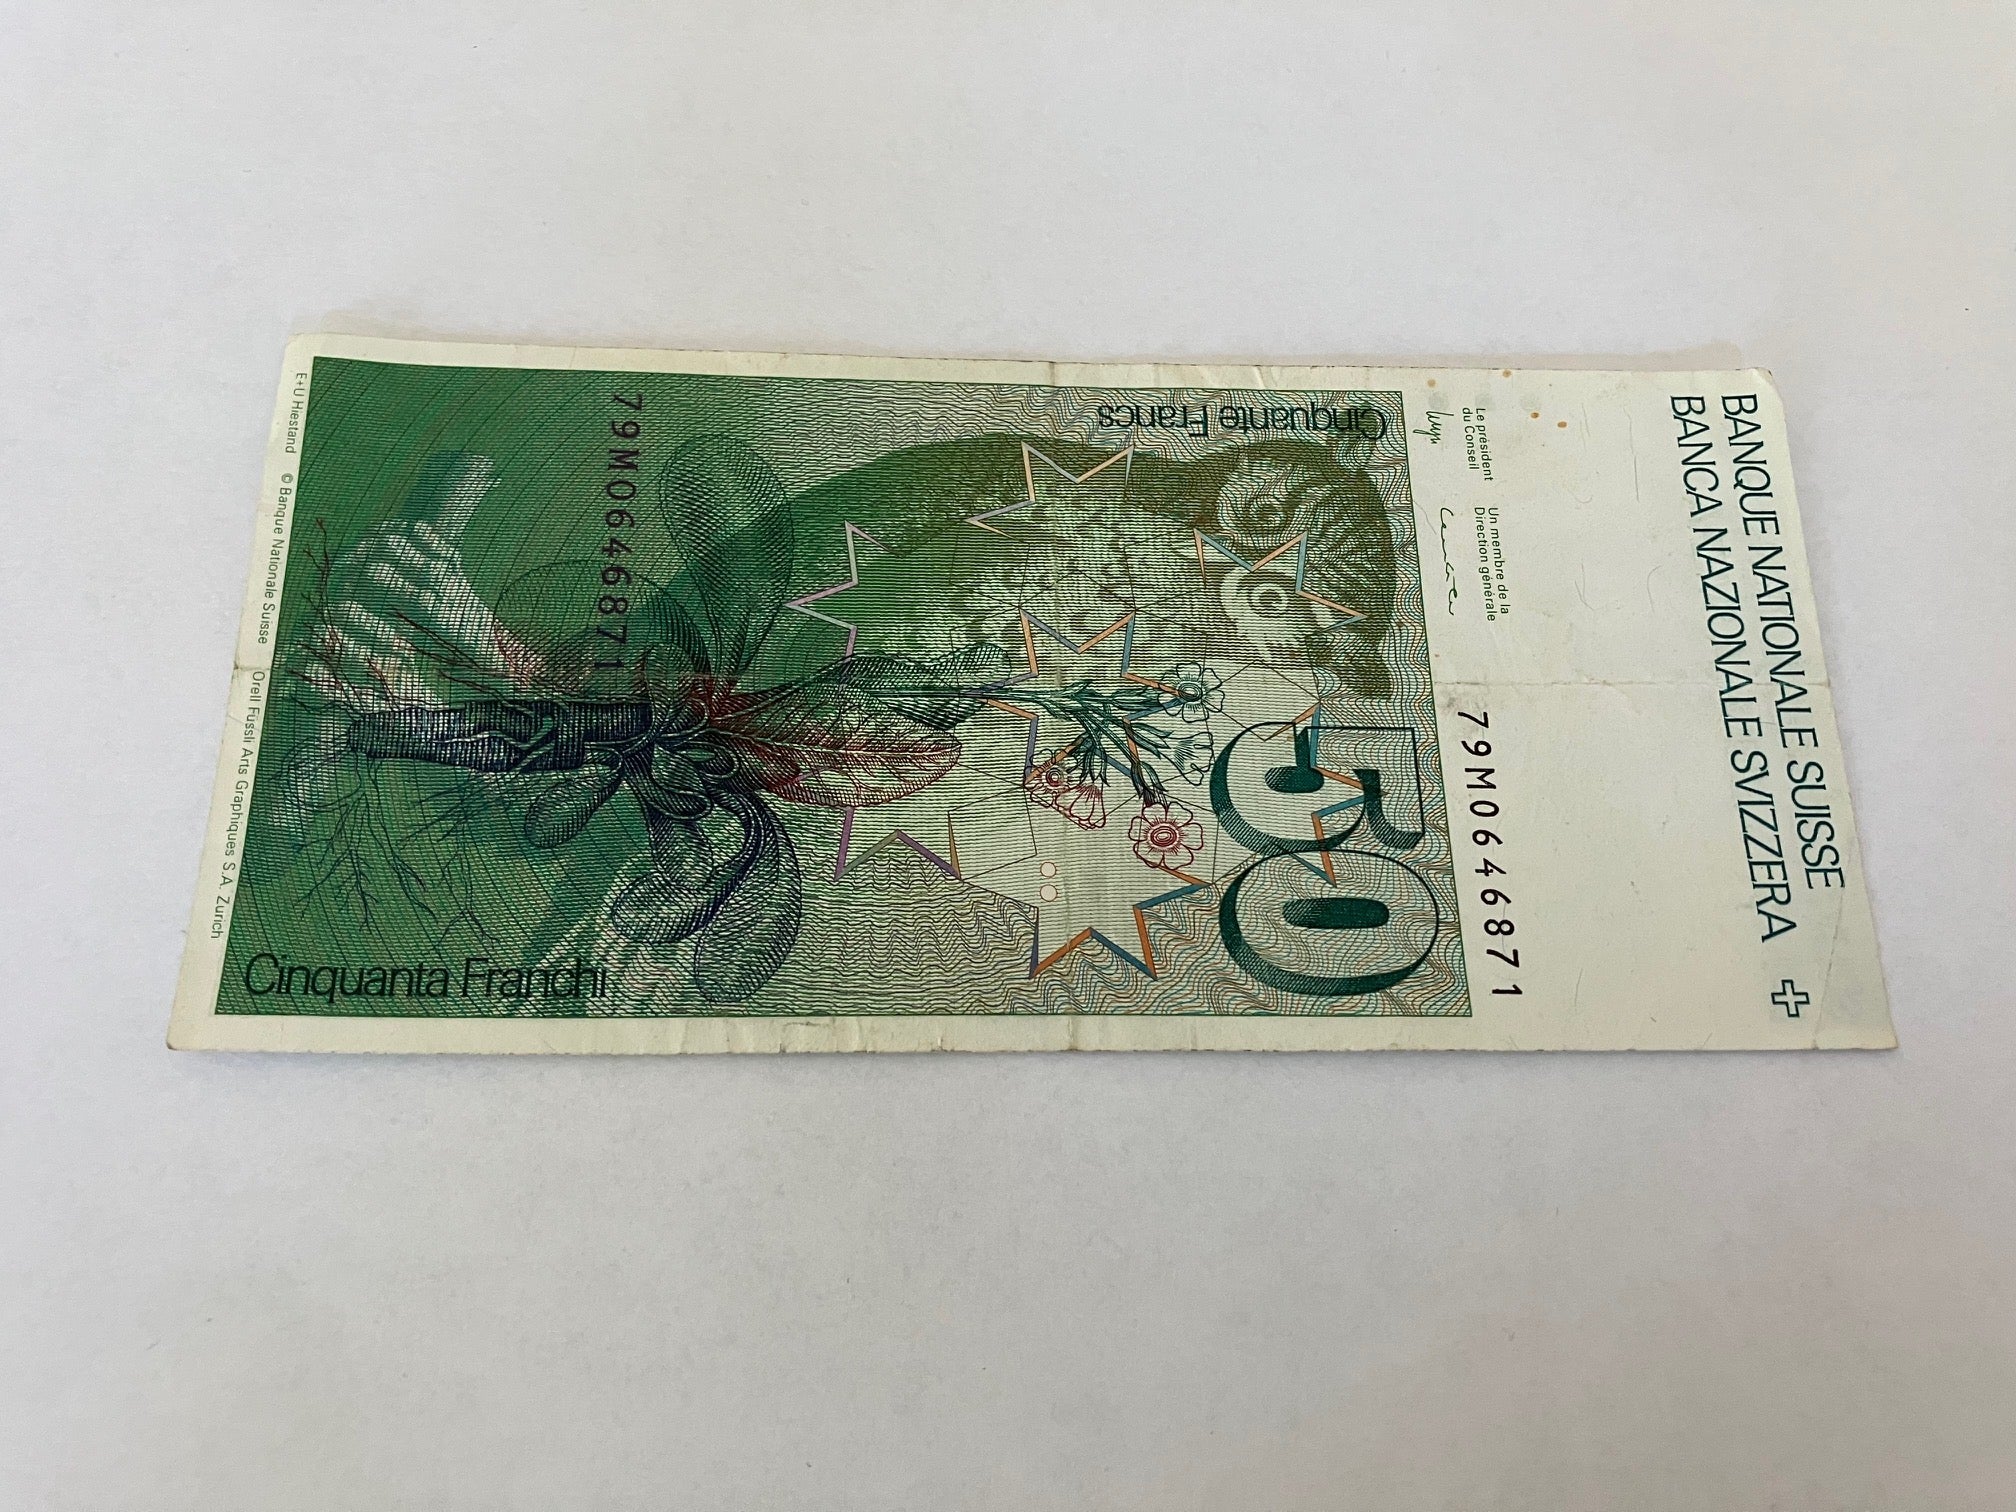 BANQUE NATIONALE SUISSE
BANCA NAZIONALE SVIZZERA
Le président
du Conseil
Un membre de la
Direction générale
79M0646871
Cinquante Francs
50
79M0646871
Cinquanta Franchi
E+U Hiestand © Banque Nationale Suisse Orell Füssli Arts Graphiques S.A. Zurich